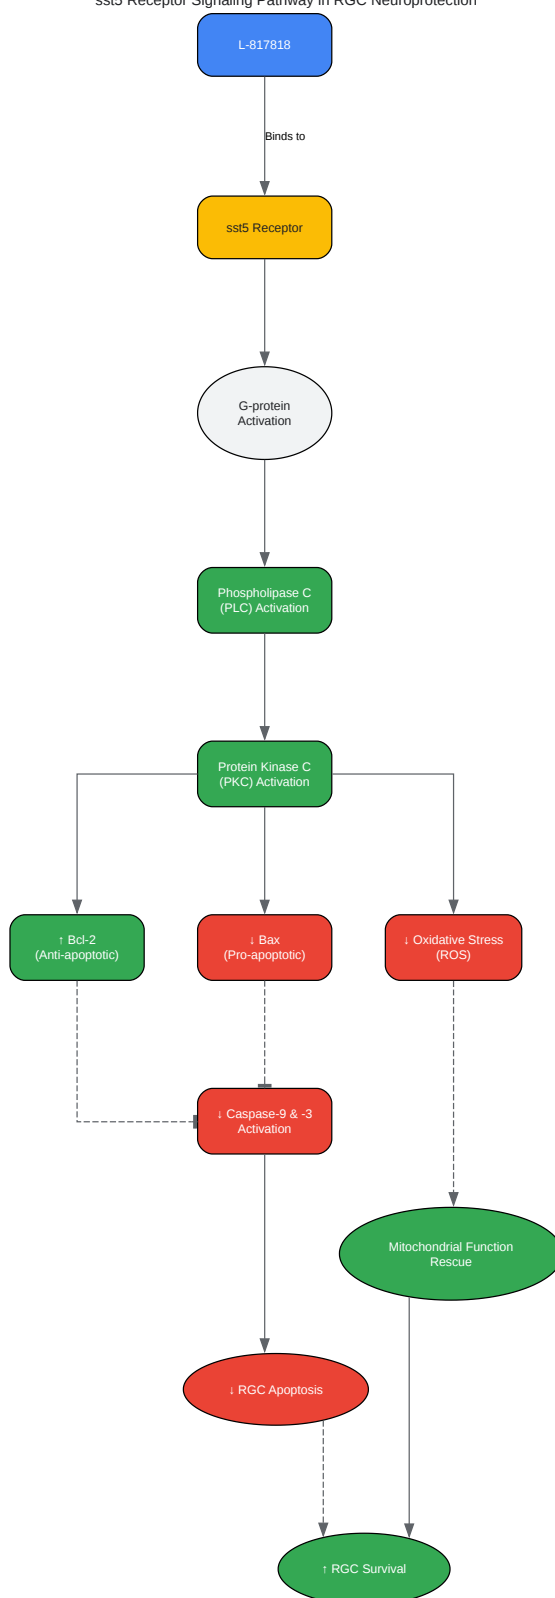 sst5 Receptor Signaling Pathway in RGC Neuroprotection
L-817818
Binds to
sst5 Receptor
G-protein
Activation
Phospholipase C
(PLC) Activation
Protein Kinase C
(PKC) Activation
↑ Bcl-2
(Anti-apoptotic)
↓ Bax
(Pro-apoptotic)
↓ Oxidative Stress
(ROS)
↓ Caspase-9 & -3
Activation
Mitochondrial Function
Rescue
↓ RGC Apoptosis
↑ RGC Survival